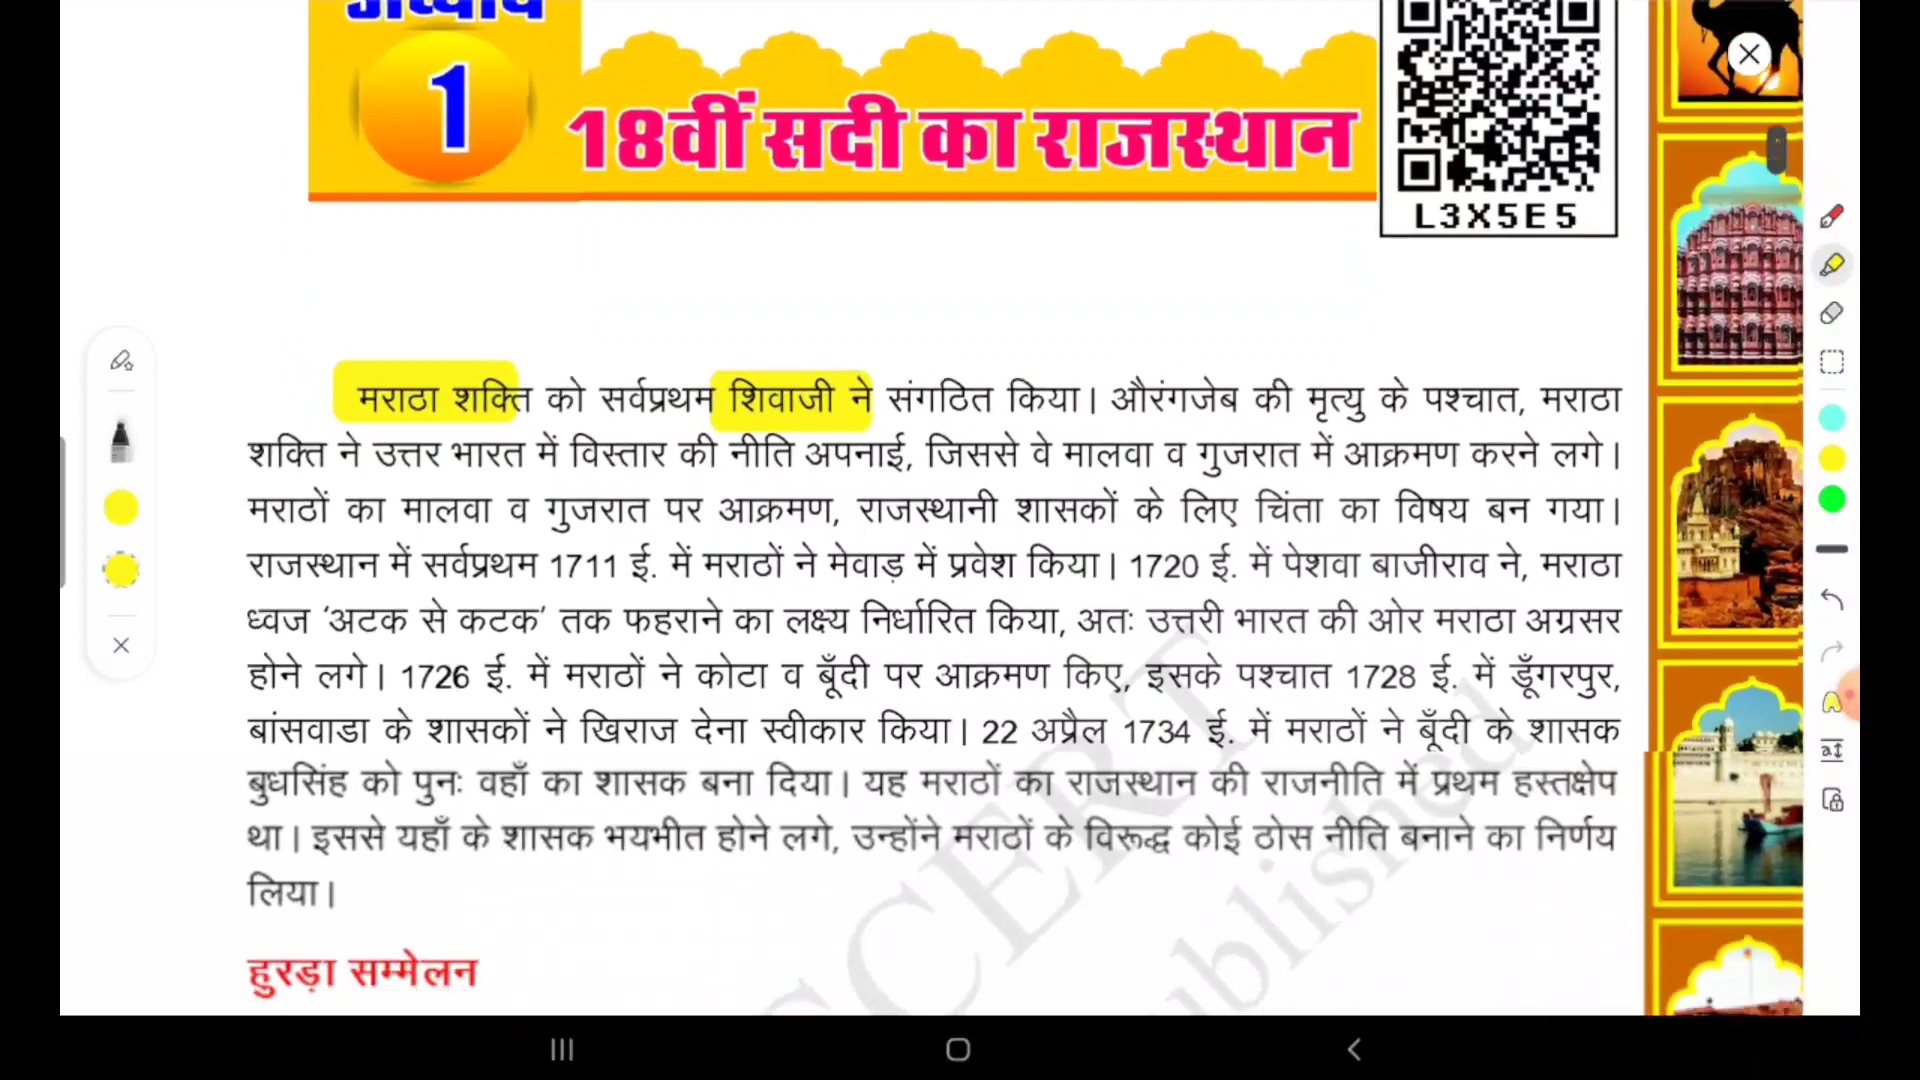 अध्याय
1
18वीं सदी का राजस्थान
L3X5E5
मराठा शक्ति को सर्वप्रथम शिवाजी ने संगठित किया। औरंगजेब की मृत्यु के पश्चात, मराठा
शक्ति ने उत्तर भारत में विस्तार की नीति अपनाई, जिससे वे मालवा व गुजरात में आक्रमण करने लगे।
मराठों का मालवा व गुजरात पर आक्रमण, राजस्थानी शासकों के लिए चिंता का विषय बन गया।
राजस्थान में सर्वप्रथम 1711 ई. में मराठों ने मेवाड़ में प्रवेश किया। 1720 ई. में पेशवा बाजीराव ने, मराठा
ध्वज ‘अटक से कटक’ तक फहराने का लक्ष्य निर्धारित किया, अतः उत्तरी भारत की ओर मराठा अग्रसर
होने लगे। 1726 ई. में मराठों ने कोटा व बूँदी पर आक्रमण किए, इसके पश्चात 1728 ई. में डूँगरपुर,
बांसवाडा के शासकों ने खिराज देना स्वीकार किया। 22 अप्रैल 1734 ई. में मराठों ने बूँदी के शासक
बुधसिंह को पुनः वहाँ का शासक बना दिया। यह मराठों का राजस्थान की राजनीति में प्रथम हस्तक्षेप
था। इससे यहाँ के शासक भयभीत होने लगे, उन्होंने मराठों के विरूद्ध कोई ठोस नीति बनाने का निर्णय
लिया।
हुरड़ा सम्मेलन